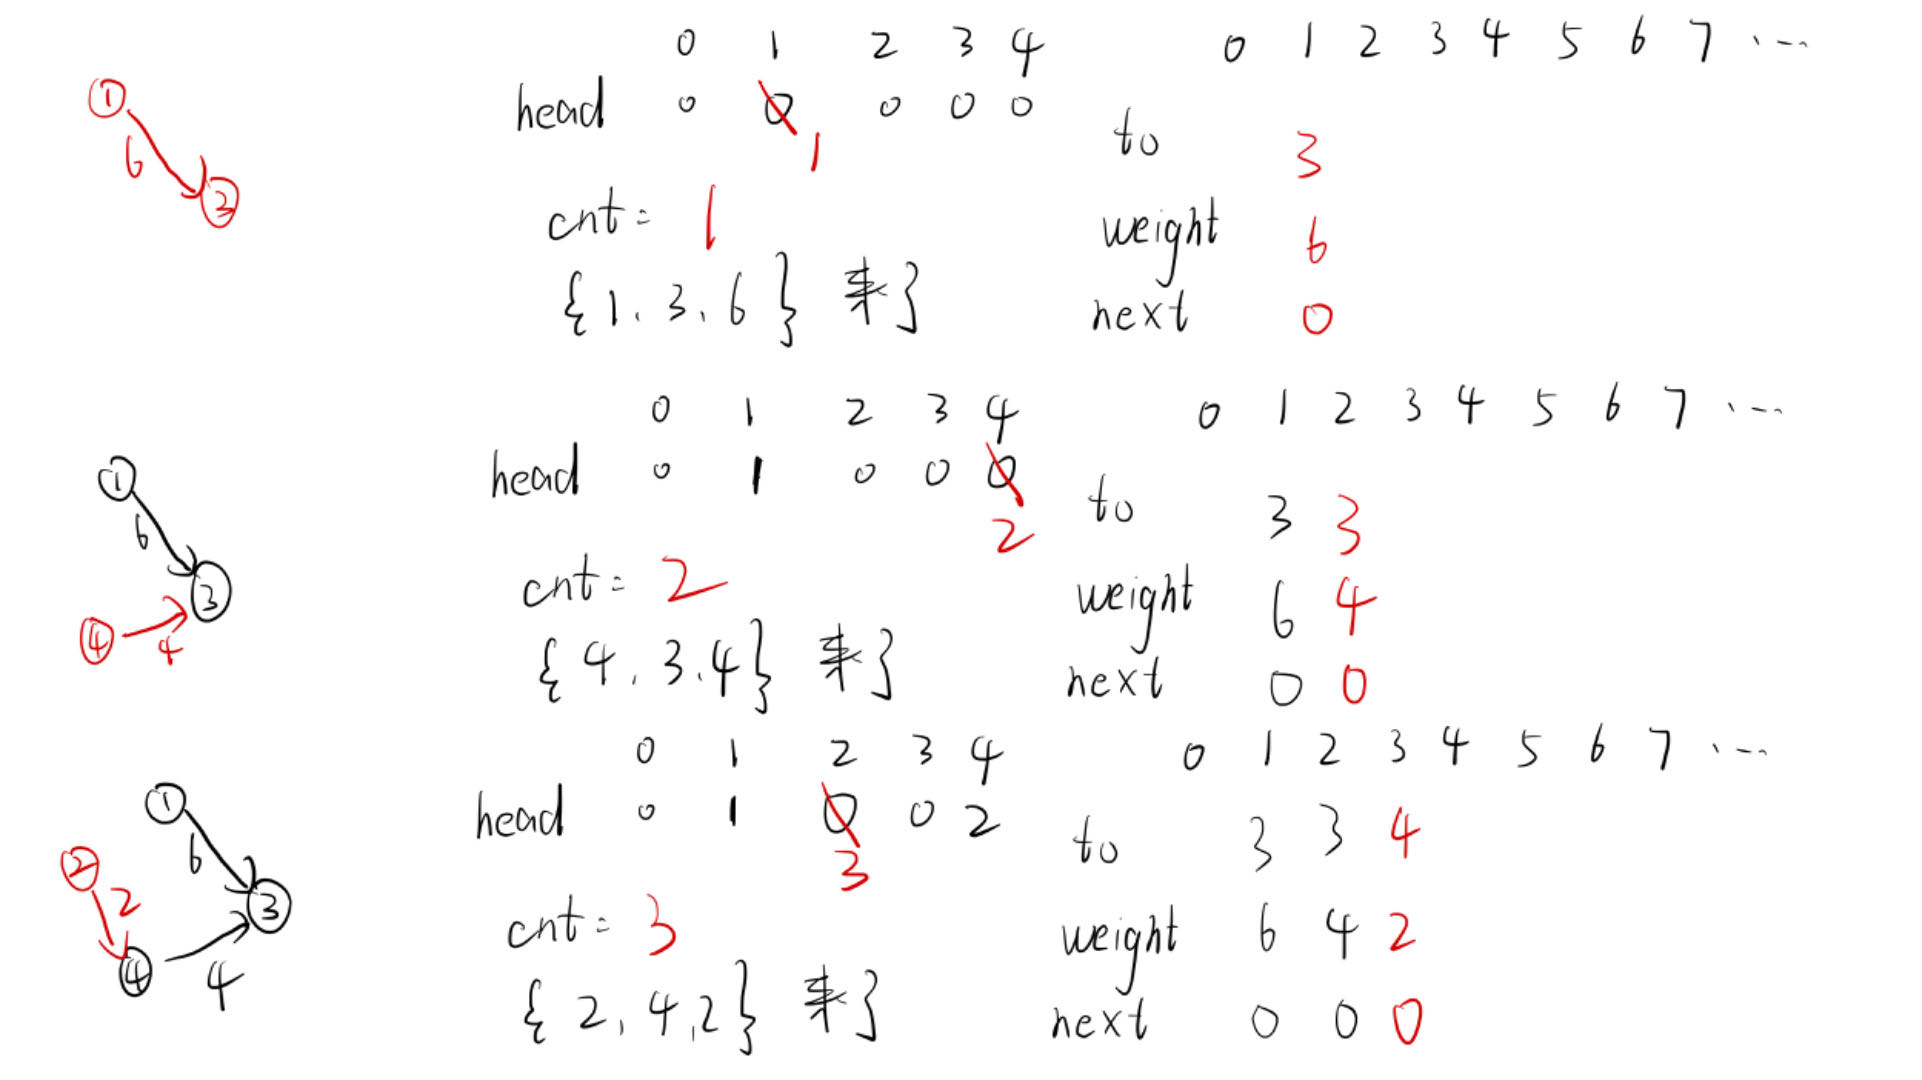 0 1 2 3 4 0 1 2 3 4 5 6 7 ...
① head 0 0 0 0 0
to 3
6 1
③ cnt = 1 weight 6
{1, 3, 6} 来了 next 0
0 1 2 3 4 0 1 2 3 4 5 6 7 ...
① head 0 1 0 0 0
to 3 3
6 2
③ cnt = 2 weight 6 4
④ 4 {4, 3, 4} 来了 next 0 0
0 1 2 3 4 0 1 2 3 4 5 6 7 ...
① head 0 1 0 0 2
to 3 3 4
② 6 3
2 ③ cnt = 3 weight 6 4 2
④ 4 {2, 4, 2} 来了 next 0 0 0